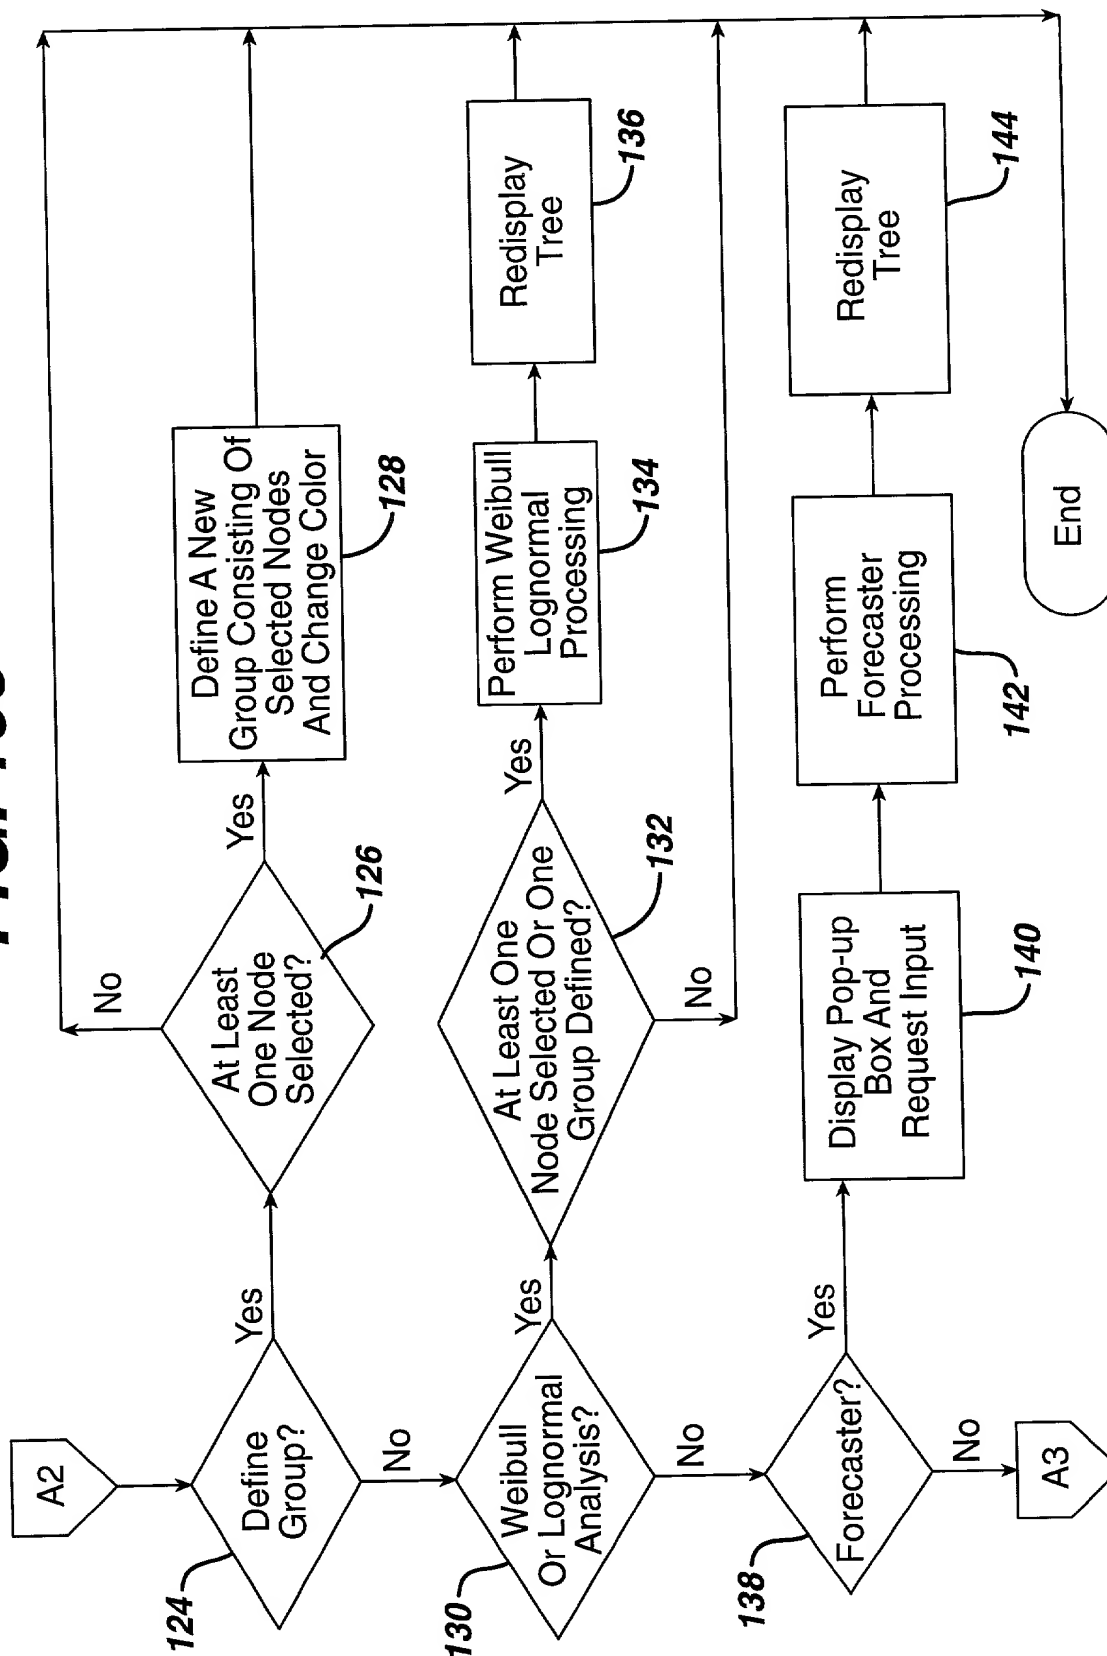 A2
Define
Group?
124
Yes
No
At Least
One Node
Selected?
126
No
Yes
Define A New
Group Consisting Of
Selected Nodes
And Change Color
128
Weibull
Or Lognormal
Analysis?
130
Yes
No
At Least One
Node Selected Or One
Group Defined?
132
Yes
No
Perform Weibull
Lognormal
Processing
134
Redisplay
Tree
136
Forecaster?
138
Yes
No
Display Pop-up
Box And
Request Input
140
Perform
Forecaster
Processing
142
Redisplay
Tree
144
A3
End